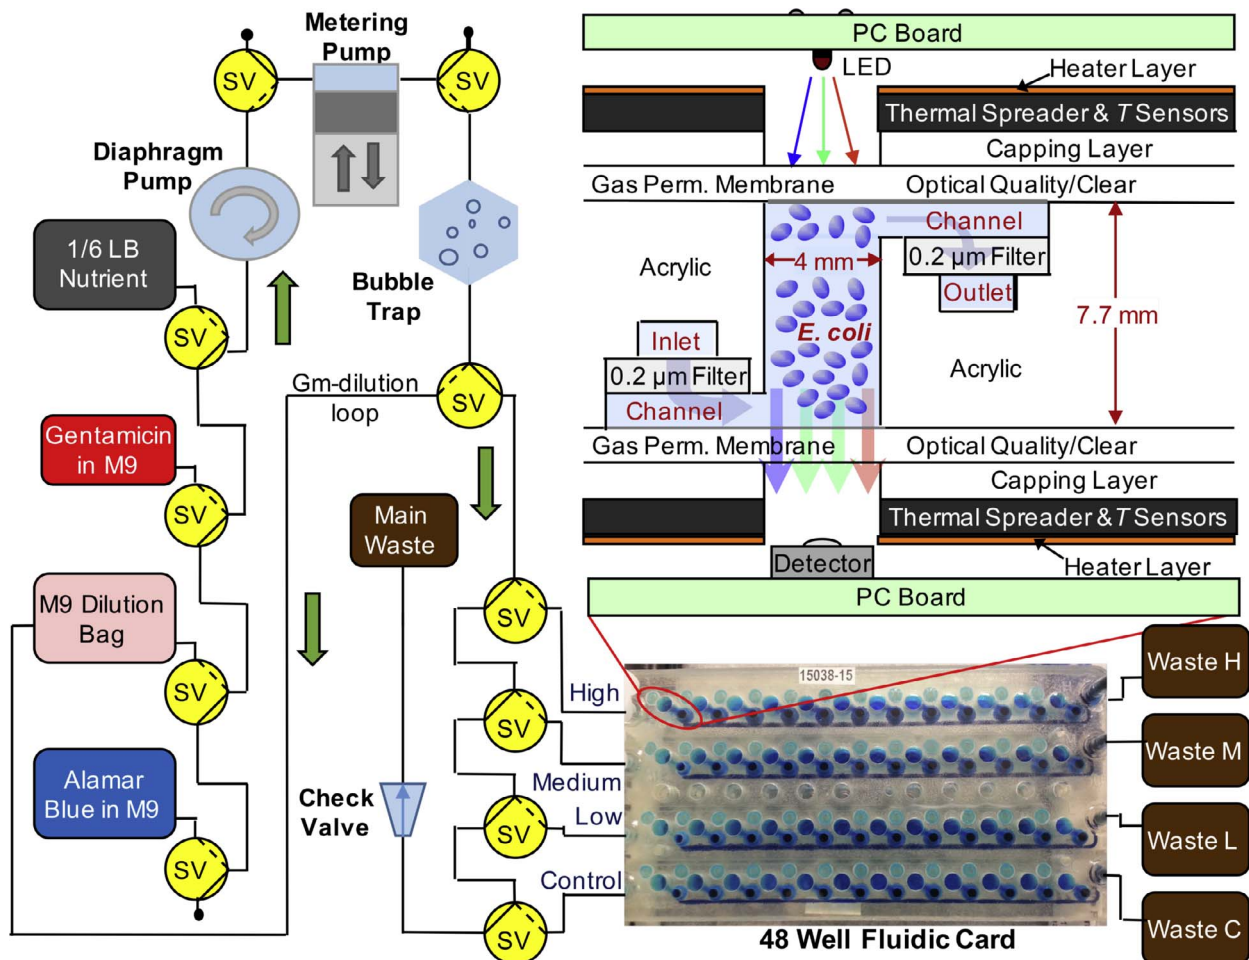 Metering
Pump
SV
SV
Diaphragm
Pump
1/6 LB
Nutrient
SV
Bubble
Trap
Gm-dilution
loop
SV
Gentamicin
in M9
SV
Main
Waste
M9 Dilution
Bag
SV
SV
High
SV
Medium
Alamar
Blue in M9
Check
Valve
Low
SV
SV
Control
SV
PC Board
LED
Heater Layer
Thermal Spreader & T Sensors
Capping Layer
Gas Perm. Membrane
Optical Quality/Clear
Channel
Acrylic
4 mm
0.2 µm Filter
Outlet
7.7 mm
Inlet
E. coli
0.2 µm Filter
Acrylic
Channel
Gas Perm. Membrane
Optical Quality/Clear
Capping Layer
Thermal Spreader & T Sensors
Detector
Heater Layer
PC Board
15038-15
Waste H
Waste M
Waste L
Waste C
48 Well Fluidic Card